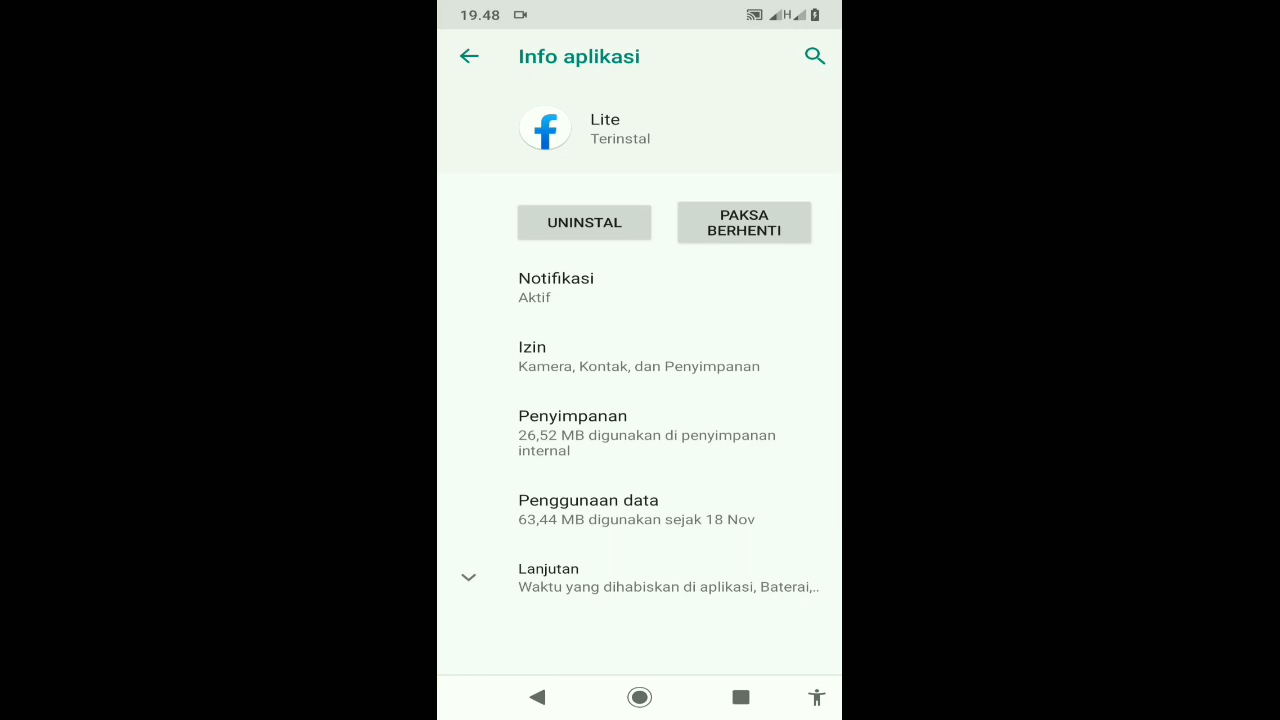 19.48
H
Info aplikasi
Lite
Terinstal
UNINSTAL
PAKSA
BERHENTI
Notifikasi
Aktif
Izin
Kamera, Kontak, dan Penyimpanan
Penyimpanan
26,52 MB digunakan di penyimpanan
internal
Penggunaan data
63,44 MB digunakan sejak 18 Nov
Lanjutan
Waktu yang dihabiskan di aplikasi, Baterai,..